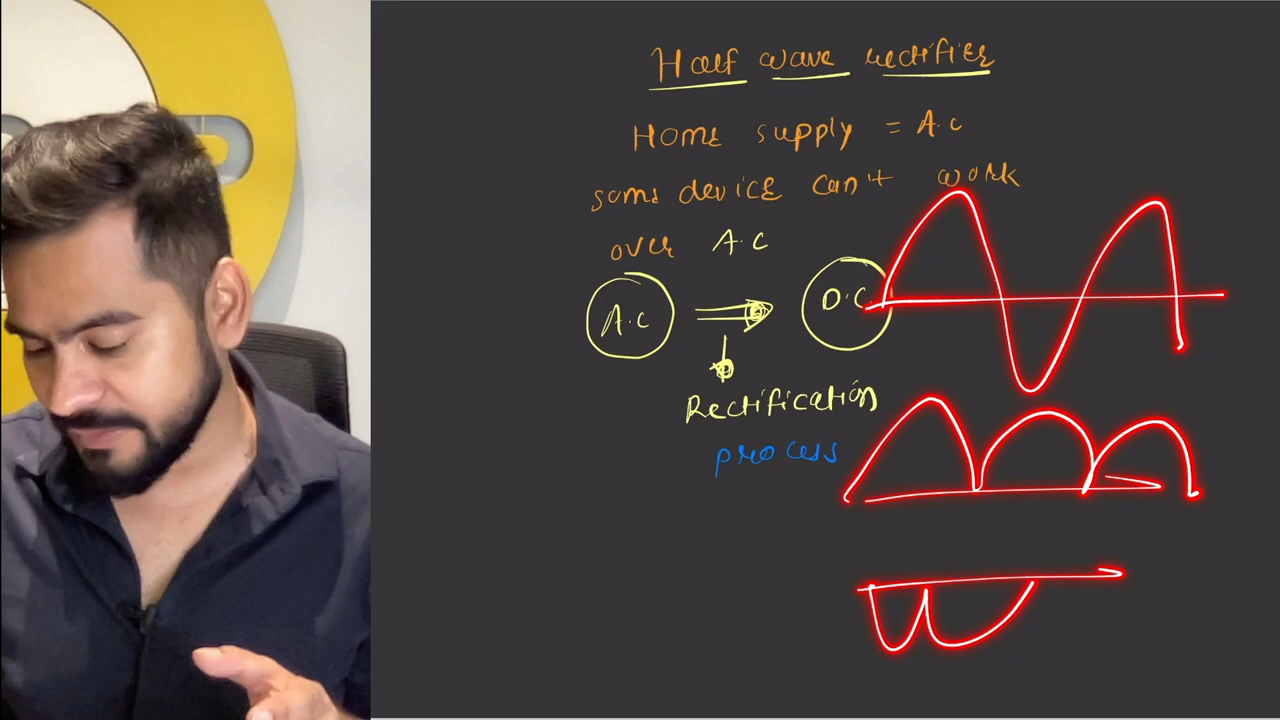 Half wave rectifier
Home supply = A.C
some device can't work
over A.C
A.C
D.C
Rectification
process